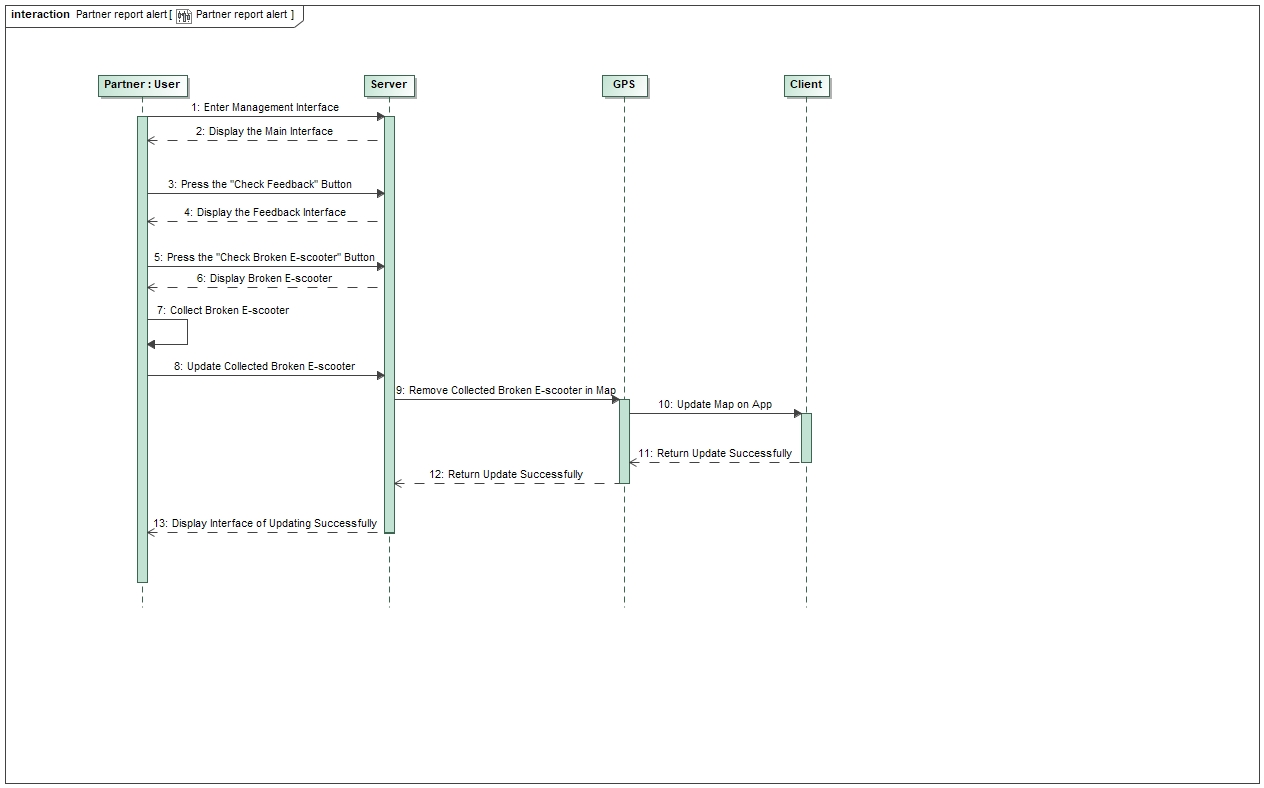 interaction Partner report alert [ Partner report alert ]
Partner : User
Server
GPS
Client
1: Enter Management Interface
2: Display the Main Interface
3: Press the "Check Feedback" Button
4: Display the Feedback Interface
5: Press the "Check Broken E-scooter" Button
6: Display Broken E-scooter
7: Collect Broken E-scooter
8: Update Collected Broken E-scooter
9: Remove Collected Broken E-scooter in Map
10: Update Map on App
11: Return Update Successfully
12: Return Update Successfully
13: Display Interface of Updating Successfully